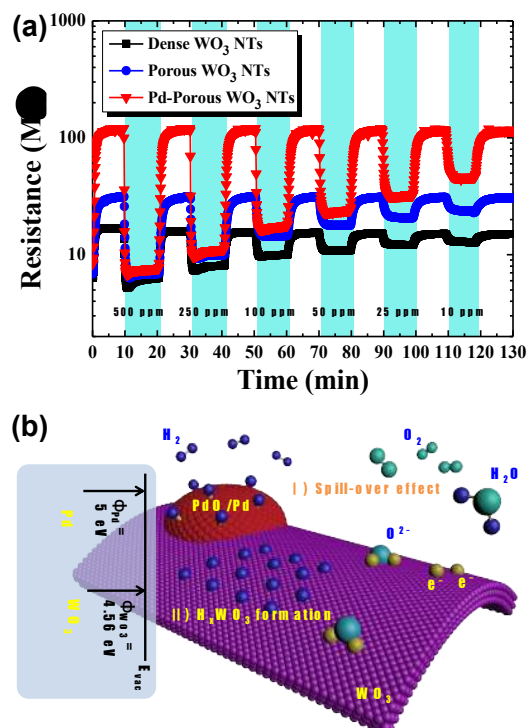 (a)
1000
Dense WO3 NTs
Porous WO3 NTs
Pd-Porous WO3 NTs
100
10
Resistance (M
500 ppm 250 ppm 100 ppm 50 ppm 25 ppm 10 ppm
0 10 20 30 40 50 60 70 80 90 100 110 120 130
Time (min)
(b)
H2
O2
H2O
PdO/Pd
I) Spill-over effect
O2-
e- e-
II) HxWO3 formation
WO3
Pd
ϕPd =
5 eV
WO3
ϕWO3 =
4.56 eV
Evac